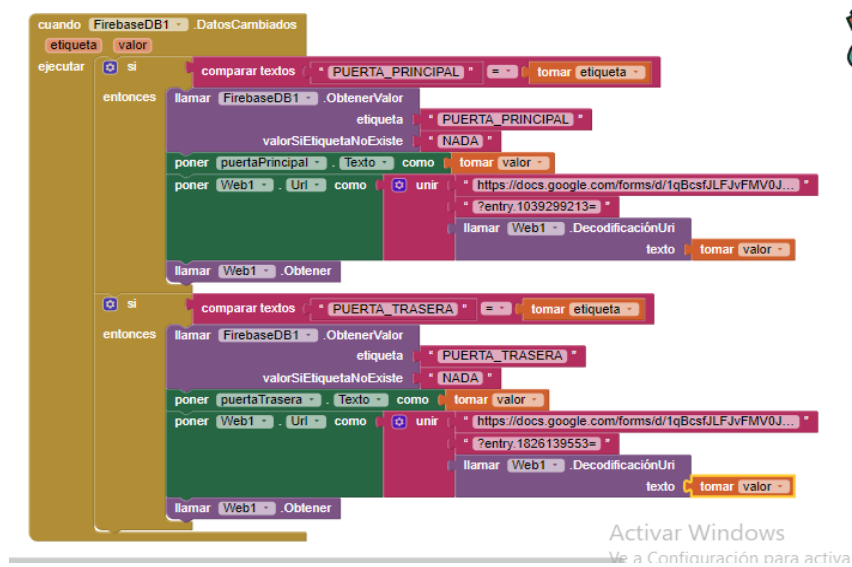 cuando FirebaseDB1 .DatosCambiados
etiqueta valor
ejecutar si comparar textos " PUERTA_PRINCIPAL " = tomar etiqueta
entonces llamar FirebaseDB1 .ObtenerValor
etiqueta " PUERTA_PRINCIPAL "
valorSiEtiquetaNoExiste " NADA "
poner puertaPrincipal . Texto como tomar valor
poner Web1 . Url como unir " https://docs.google.com/forms/d/1qBcsfJLFJvFMV0J... "
" ?entry.1039299213= "
llamar Web1 .DecodificaciónUri
texto tomar valor
llamar Web1 .Obtener
si comparar textos " PUERTA_TRASERA " = tomar etiqueta
entonces llamar FirebaseDB1 .ObtenerValor
etiqueta " PUERTA_TRASERA "
valorSiEtiquetaNoExiste " NADA "
poner puertaTrasera . Texto como tomar valor
poner Web1 . Url como unir " https://docs.google.com/forms/d/1qBcsfJLFJvFMV0J... "
" ?entry.1826139553= "
llamar Web1 .DecodificaciónUri
texto tomar valor
llamar Web1 .Obtener
Activar Windows
Ve a Configuración para activa